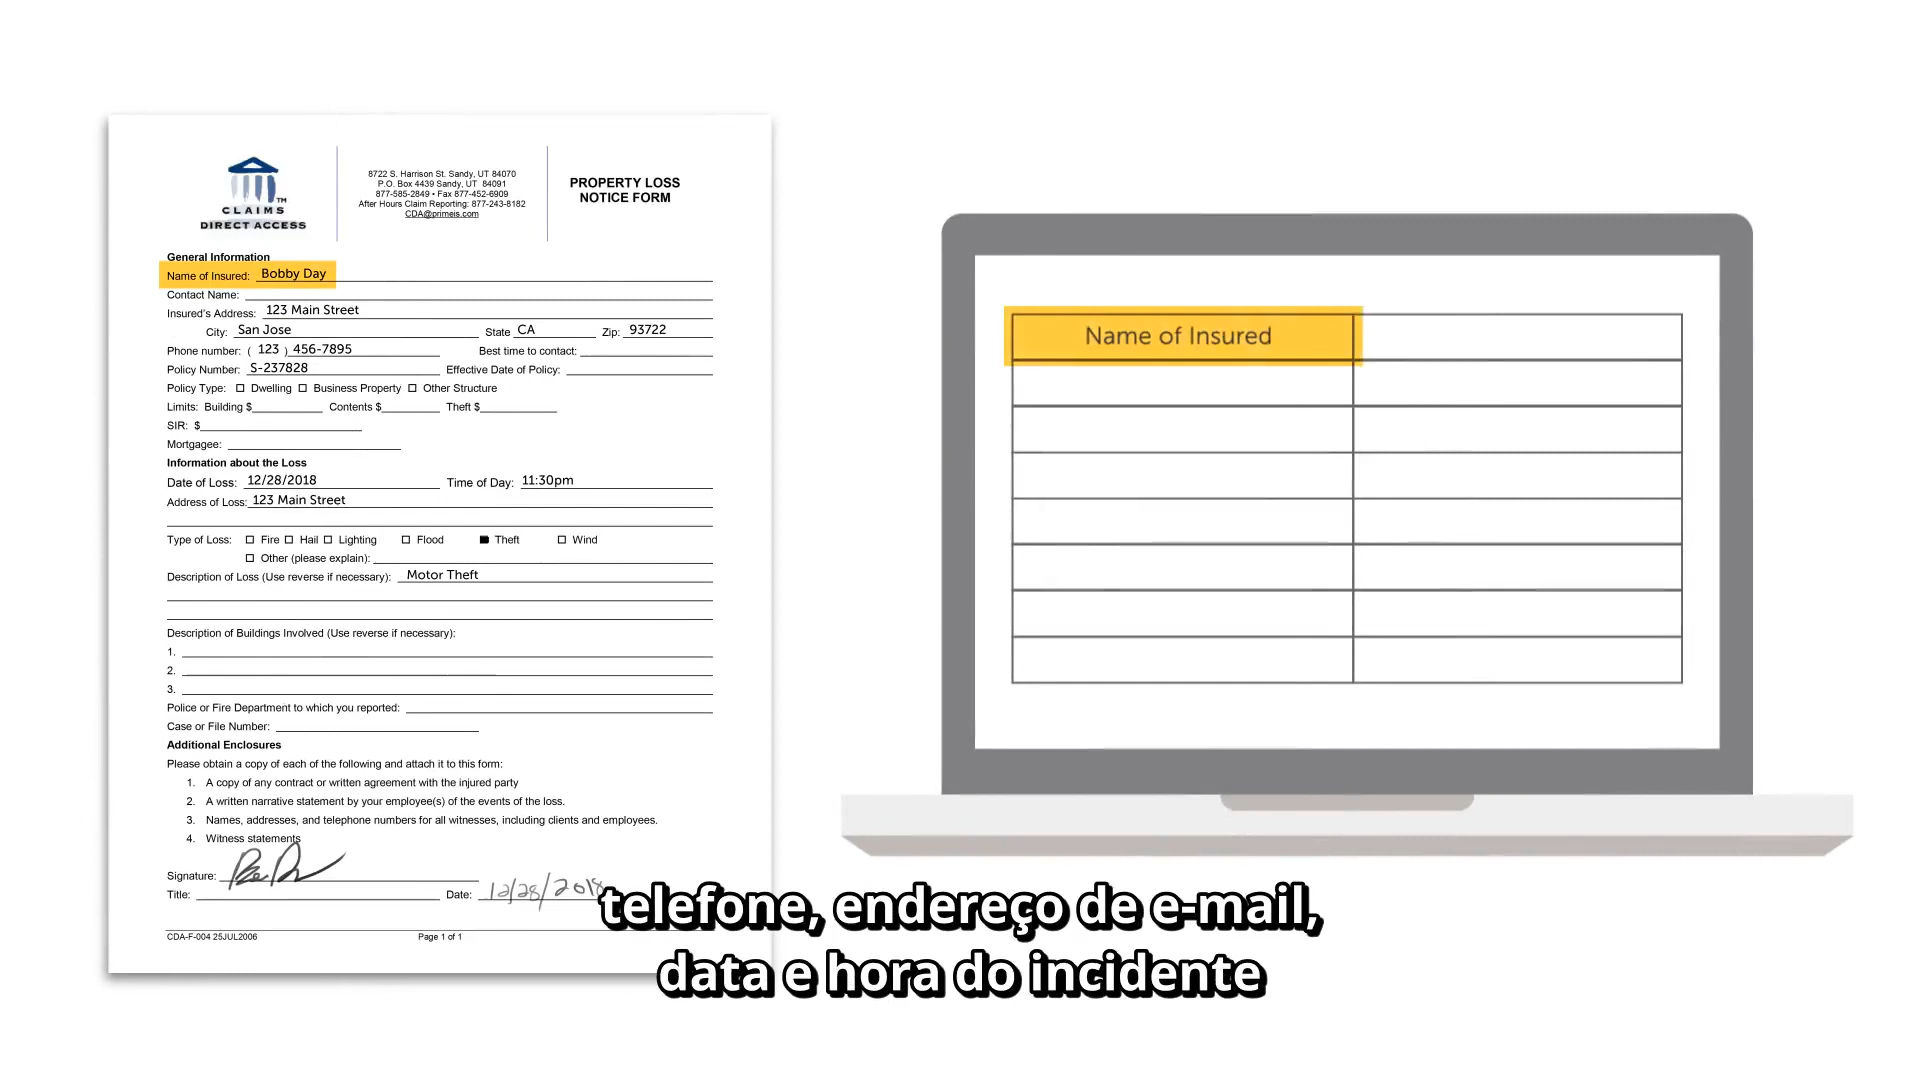 CLAIMS
DIRECT ACCESS
TM
8722 S. Harrison St. Sandy, UT 84070
P.O. Box 4439 Sandy, UT 84091
877-585-2849 • Fax 877-452-6909
After Hours Claim Reporting: 877-243-8182
CDA@primeis.com
PROPERTY LOSS
NOTICE FORM
General Information
Name of Insured: Bobby Day
Contact Name:
Insured's Address: 123 Main Street
City: San Jose State CA Zip: 93722
Phone number: ( 123 ) 456-7895 Best time to contact:
Policy Number: S-237828 Effective Date of Policy:
Policy Type: ☐ Dwelling ☐ Business Property ☐ Other Structure
Limits: Building $ Contents $ Theft $
SIR: $
Mortgagee:
Information about the Loss
Date of Loss: 12/28/2018 Time of Day: 11:30pm
Address of Loss: 123 Main Street
Type of Loss: ☐ Fire ☐ Hail ☐ Lighting ☐ Flood ■ Theft ☐ Wind
☐ Other (please explain):
Description of Loss (Use reverse if necessary): Motor Theft
Description of Buildings Involved (Use reverse if necessary):
1.
2.
3.
Police or Fire Department to which you reported:
Case or File Number:
Additional Enclosures
Please obtain a copy of each of the following and attach it to this form:
1. A copy of any contract or written agreement with the injured party
2. A written narrative statement by your employee(s) of the events of the loss.
3. Names, addresses, and telephone numbers for all witnesses, including clients and employees.
4. Witness statements
Signature:
Title: Date: 12/28/2018
CDA-F-004 25JUL2006 Page 1 of 1
Name of Insured
telefone, endereço de e-mail,
data e hora do incidente